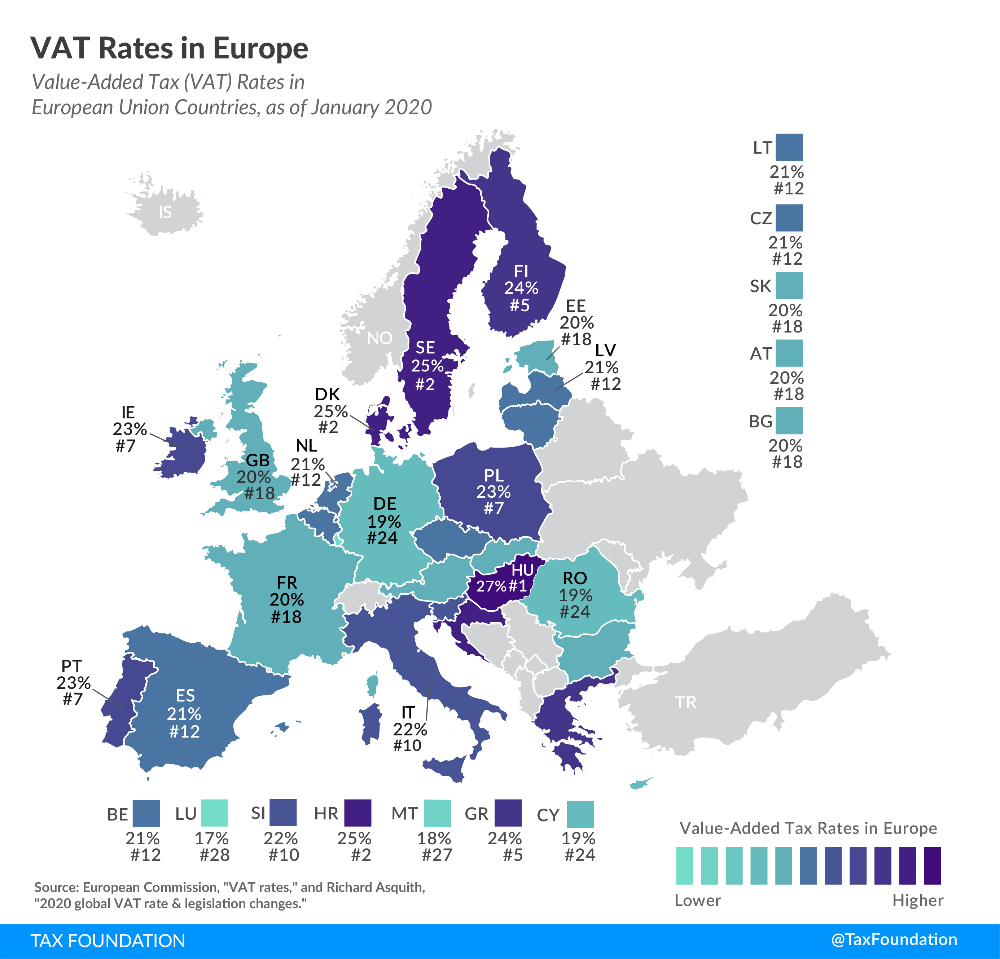 VAT Rates in Europe
Value-Added Tax (VAT) Rates in
European Union Countries, as of January 2020
LT
21%
#12
CZ
21%
#12
SK
20%
#18
AT
20%
#18
BG
20%
#18
IS
NO
FI
24%
#5
SE
25%
#2
EE
20%
#18
LV
21%
#12
DK
25%
#2
IE
23%
#7
GB
20%
#18
NL
21%
#12
DE
19%
#24
PL
23%
#7
FR
20%
#18
HU
27% #1
RO
19%
#24
PT
23%
#7
ES
21%
#12
IT
22%
#10
TR
BE
21%
#12
LU
17%
#28
SI
22%
#10
HR
25%
#2
MT
18%
#27
GR
24%
#5
CY
19%
#24
Value-Added Tax Rates in Europe
Lower Higher
Source: European Commission, "VAT rates," and Richard Asquith,
"2020 global VAT rate & legislation changes."
TAX FOUNDATION @TaxFoundation